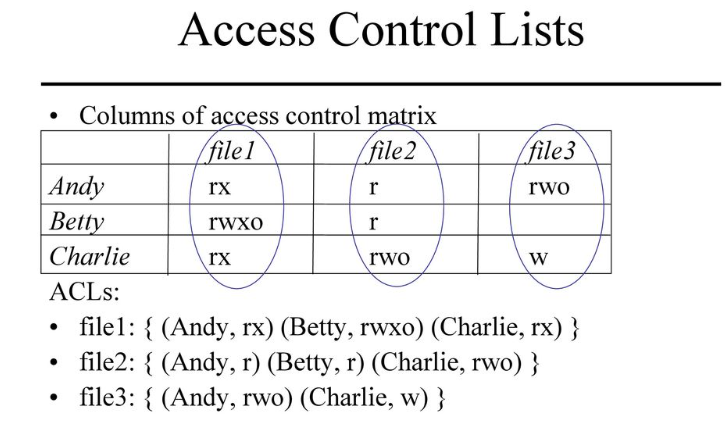 Access Control Lists
• Columns of access control matrix
file1 file2 file3
Andy rx r rwo
Betty rwxo r
Charlie rx rwo w
ACLs:
• file1: { (Andy, rx) (Betty, rwxo) (Charlie, rx) }
• file2: { (Andy, r) (Betty, r) (Charlie, rwo) }
• file3: { (Andy, rwo) (Charlie, w) }